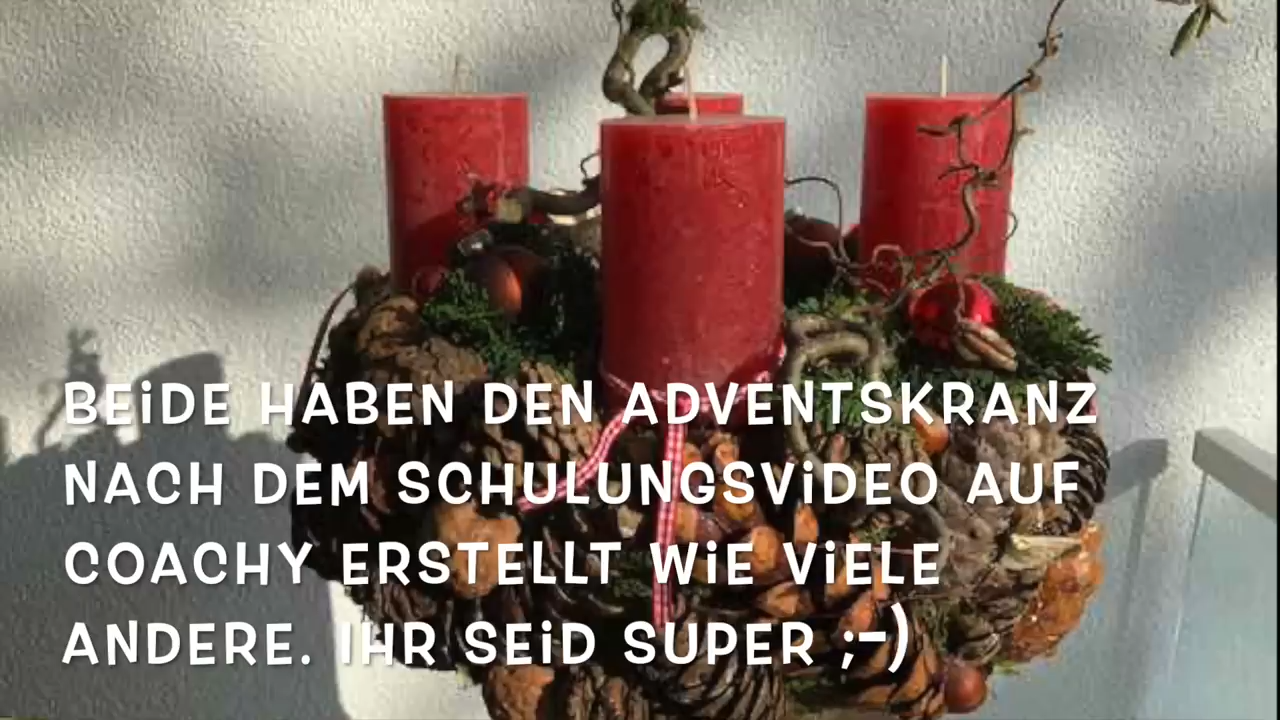 BEiDE HABEN DEN ADVENTSKRANZ
NACH DEM SCHULUNGSViDEO AUF
COACHY ERSTELLT WiE ViELE
ANDERE. IHR SEiD SUPER ;-)